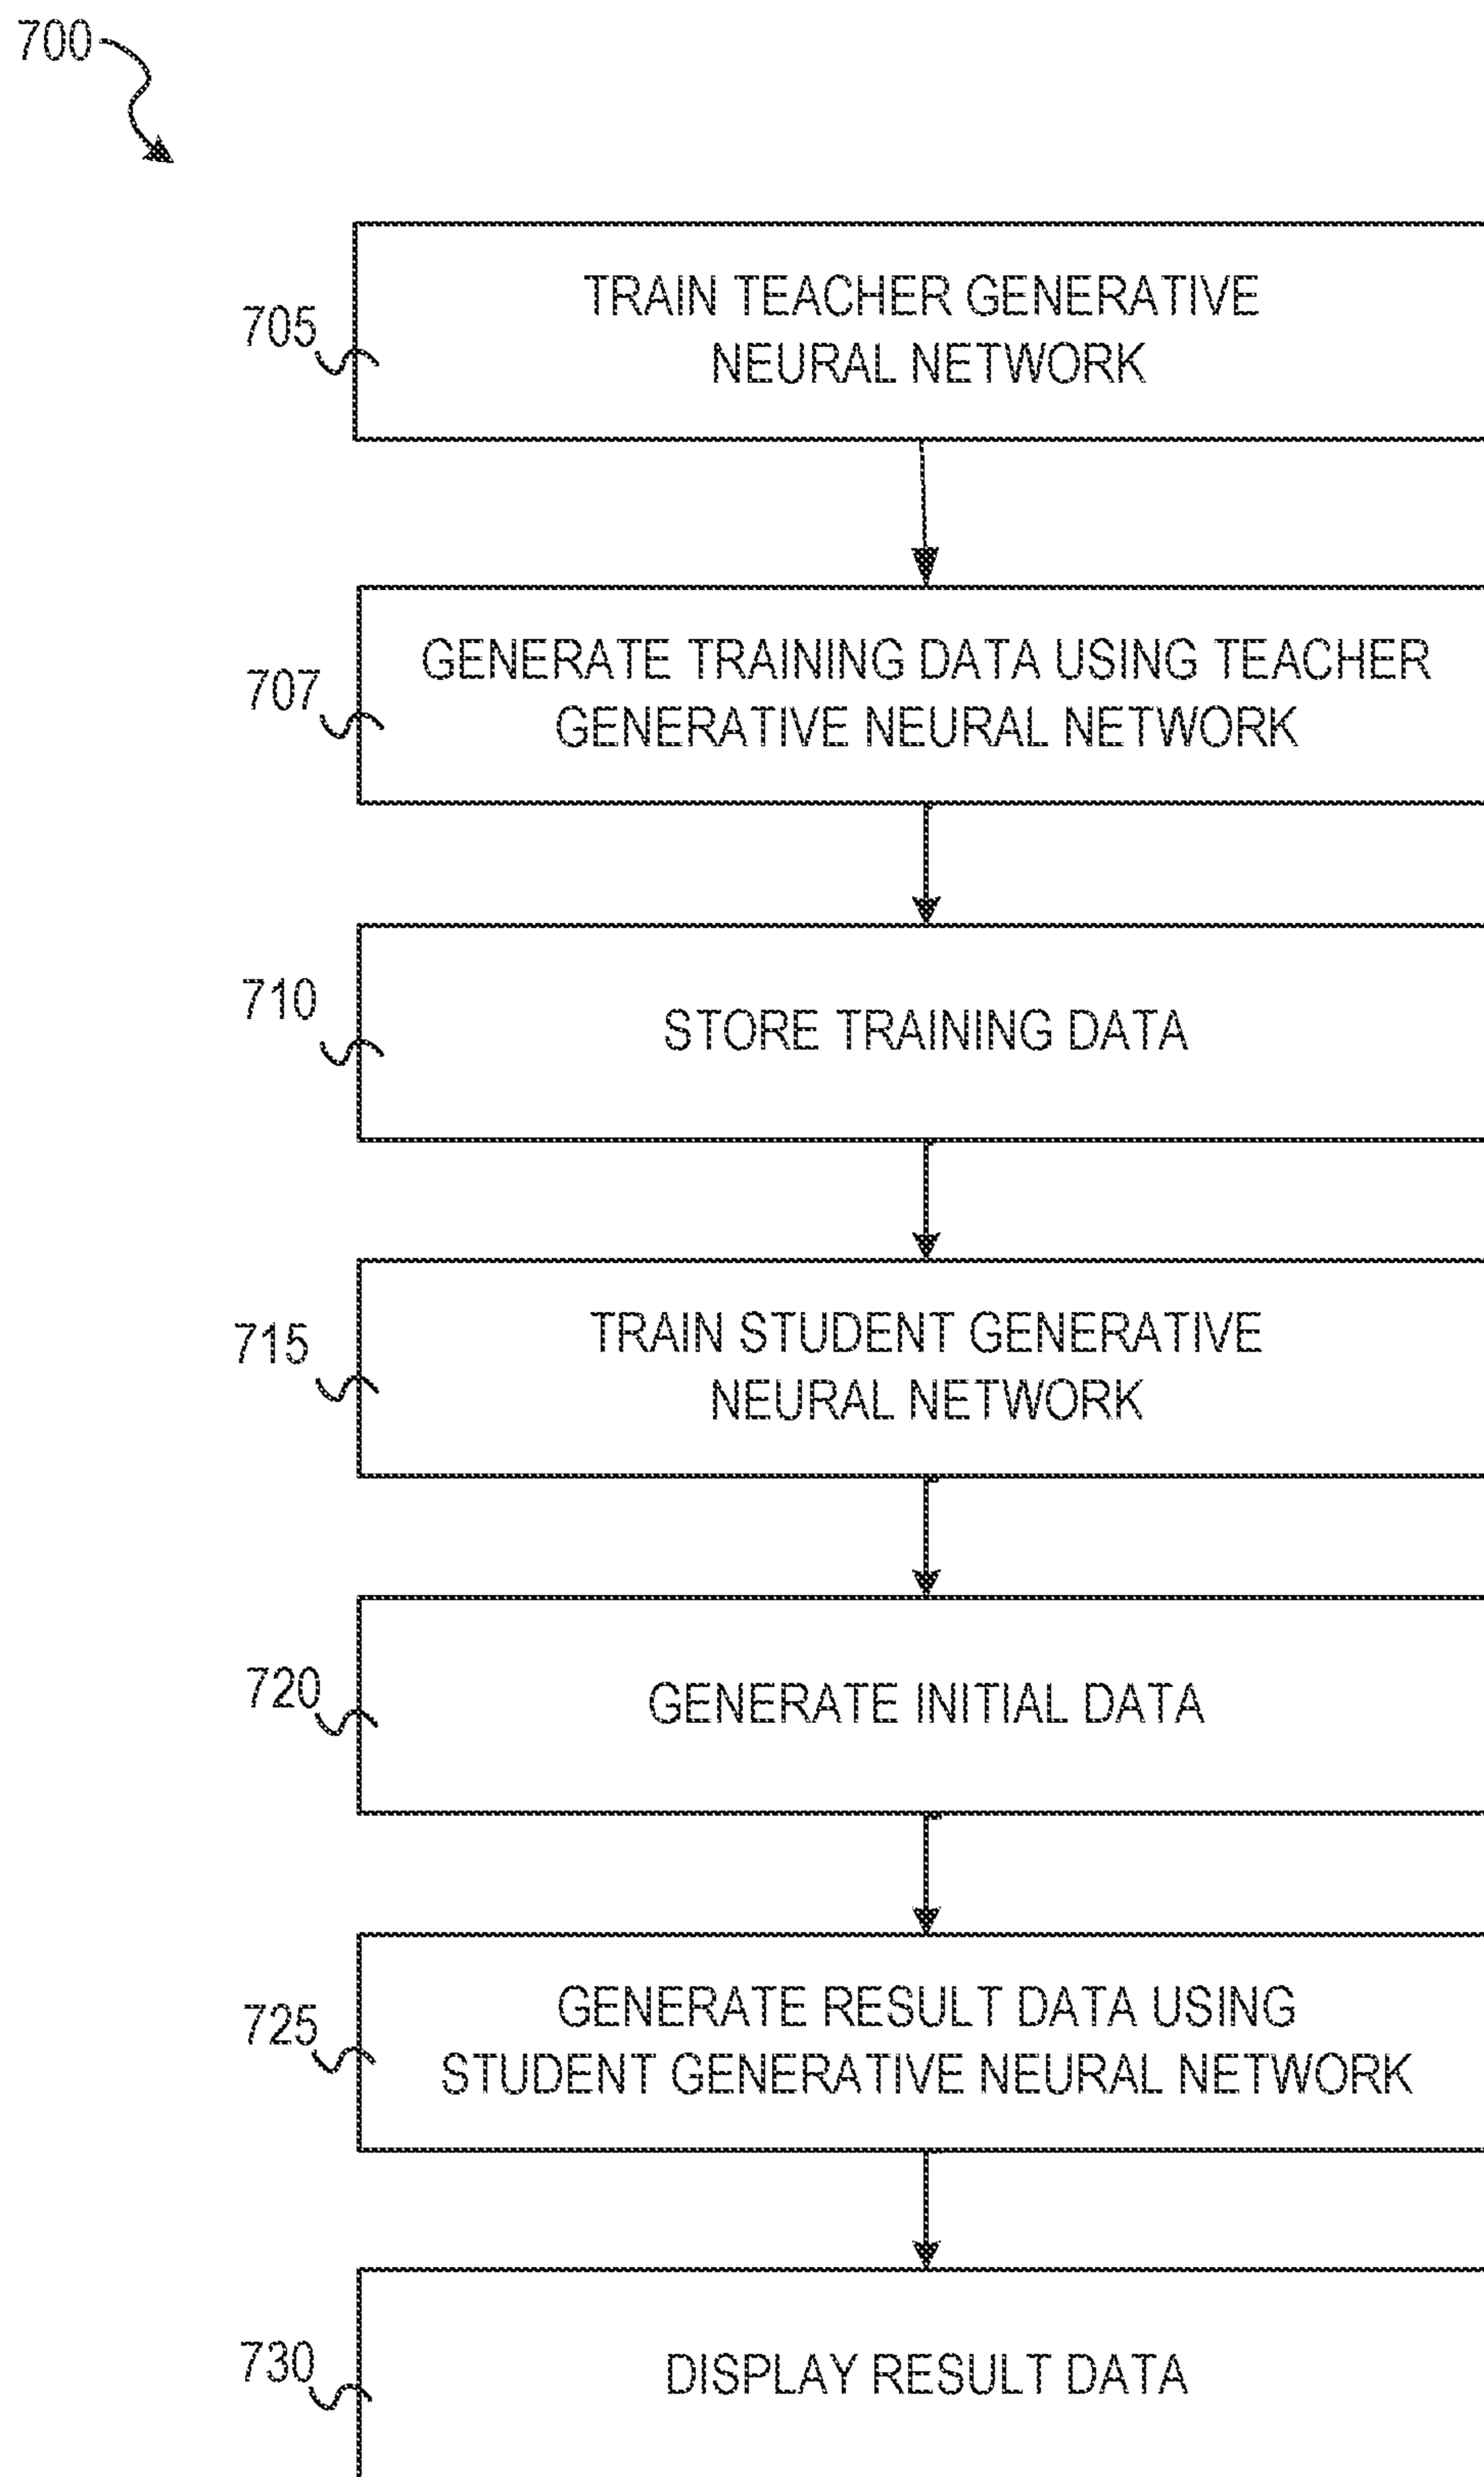 700
705
TRAIN TEACHER GENERATIVE
NEURAL NETWORK
707
GENERATE TRAINING DATA USING TEACHER
GENERATIVE NEURAL NETWORK
710
STORE TRAINING DATA
715
TRAIN STUDENT GENERATIVE
NEURAL NETWORK
720
GENERATE INITIAL DATA
725
GENERATE RESULT DATA USING
STUDENT GENERATIVE NEURAL NETWORK
730
DISPLAY RESULT DATA